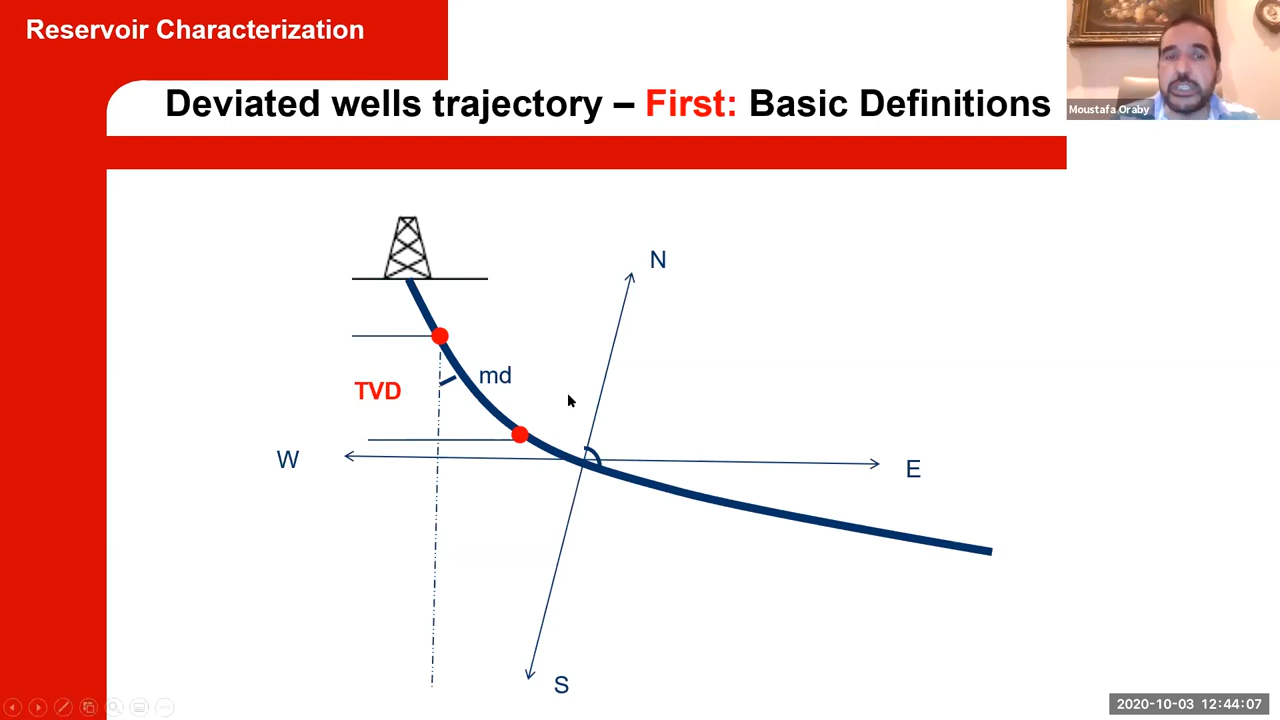 Reservoir Characterization
Deviated wells trajectory – First: Basic Definitions
Moustafa Oraby
N
md
TVD
W
E
S
2020-10-03 12:44:07